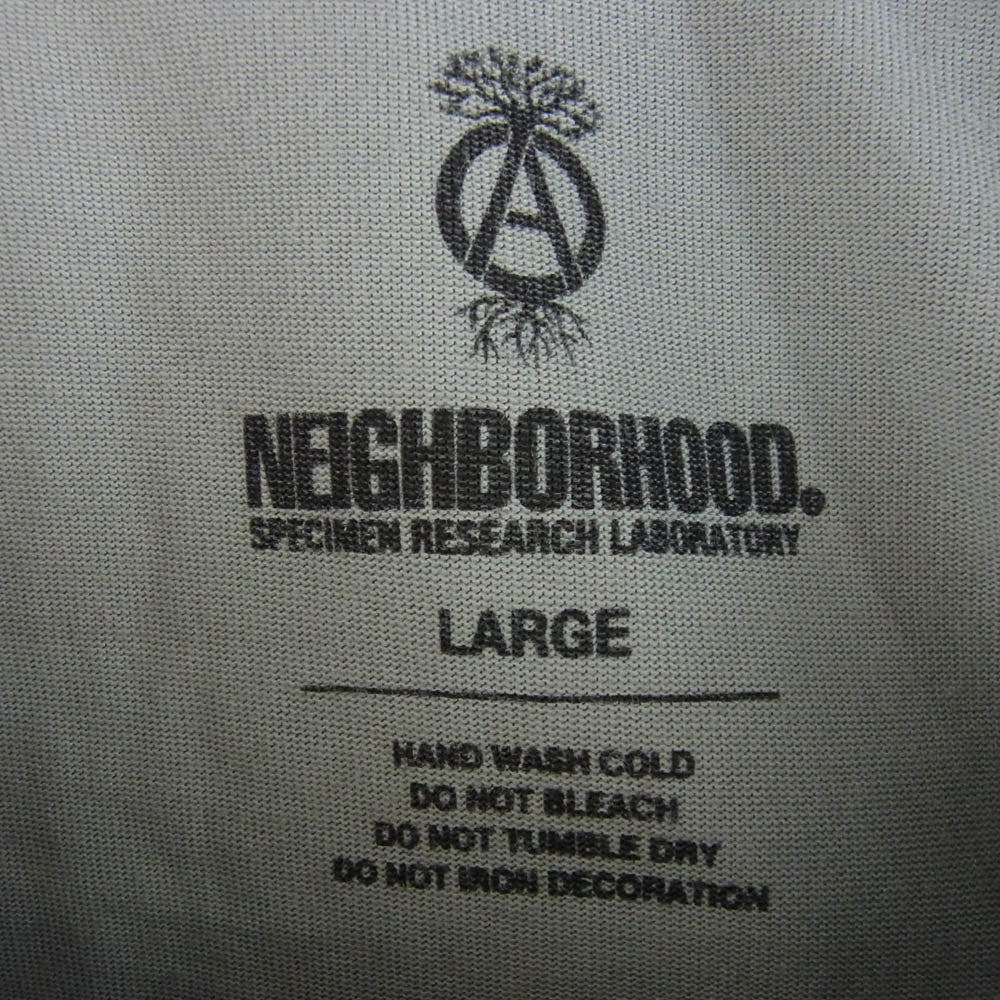 A
NEIGHBORHOOD.
SPECIMEN RESEARCH LABORATORY
LARGE
HAND WASH COLD
DO NOT BLEACH
DO NOT TUMBLE DRY
DO NOT IRON DECORATION